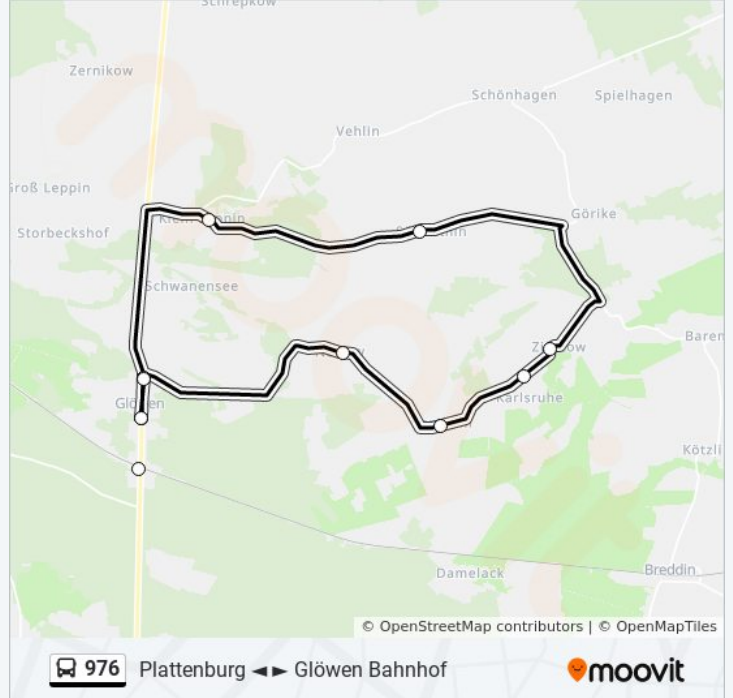 Schrepkow
Zernikow
Schönhagen
Spielhagen
Vehlin
Groß Leppin
Görike
Storbeckshof
Schwanensee
Baren
Karlsruhe
Kötzli
Damelack
Breddin
© OpenStreetMap contributors | © OpenMapTiles
976 Plattenburg ◄ ► Glöwen Bahnhof
moovit